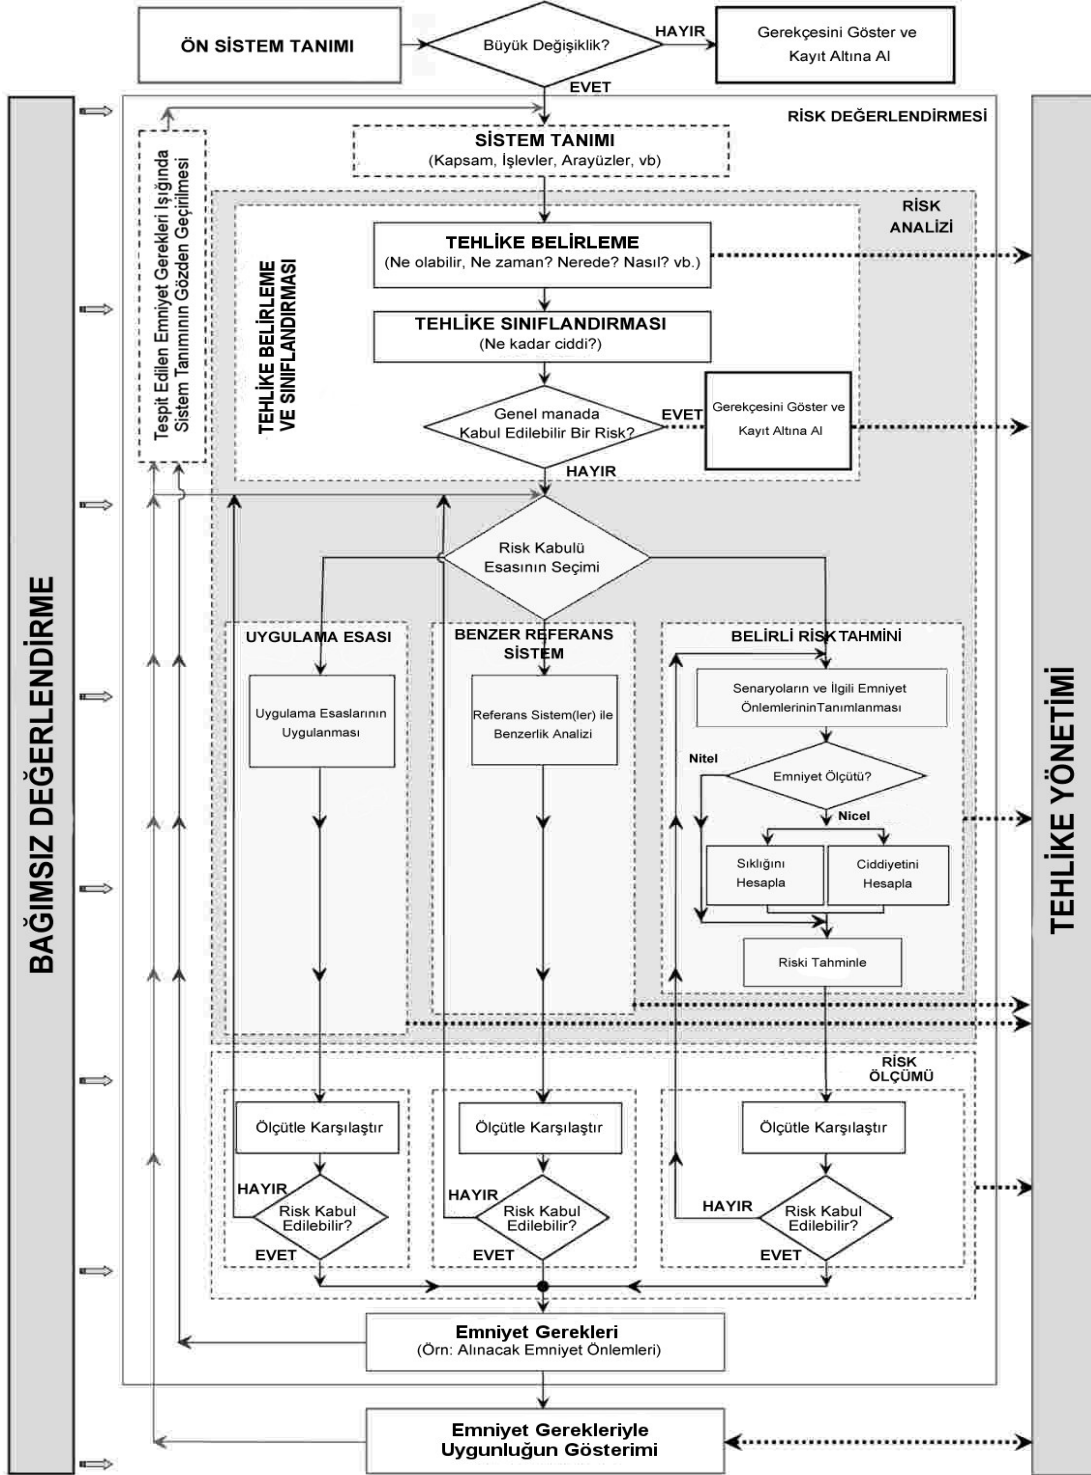 ÖN SİSTEM TANIMI
Büyük Değişiklik?
HAYIR
Gerekçesini Göster ve
Kayıt Altına Al
EVET
RİSK DEĞERLENDİRMESİ
SİSTEM TANIMI
(Kapsam, İşlevler, Arayüzler, vb)
Tespit Edilen Emniyet Gerekleri Işığında
Sistem Tanımının Gözden Geçirilmesi
RİSK
ANALİZİ
TEHLİKE BELİRLEME
VE SINIFLANDIRMASI
TEHLİKE BELİRLEME
(Ne olabilir, Ne zaman? Nerede? Nasıl? vb.)
TEHLİKE SINIFLANDIRMASI
(Ne kadar ciddi?)
Genel manada
Kabul Edilebilir Bir Risk?
EVET
Gerekçesini Göster ve
Kayıt Altına Al
HAYIR
Risk Kabulü
Esasının Seçimi
UYGULAMA ESASI
Uygulama Esaslarının
Uygulanması
BENZER REFERANS
SİSTEM
Referans Sistem(ler) ile
Benzerlik Analizi
BELİRLİ RİSKTAHMİNİ
Senaryoların ve İlgili Emniyet
ÖnlemlerininTanımlanması
Nitel
Emniyet Ölçütü?
Nicel
Sıklığını
Hesapla
Ciddiyetini
Hesapla
Riski Tahminle
RİSK
ÖLÇÜMÜ
Ölçütle Karşılaştır
HAYIR
Risk Kabul
Edilebilir?
EVET
Ölçütle Karşılaştır
HAYIR
Risk Kabul
Edilebilir?
EVET
Ölçütle Karşılaştır
HAYIR
Risk Kabul
Edilebilir?
EVET
Emniyet Gerekleri
(Örn: Alınacak Emniyet Önlemleri)
Emniyet Gerekleriyle
Uygunluğun Gösterimi
BAĞIMSIZ DEĞERLENDİRME
TEHLİKE YÖNETİMİ